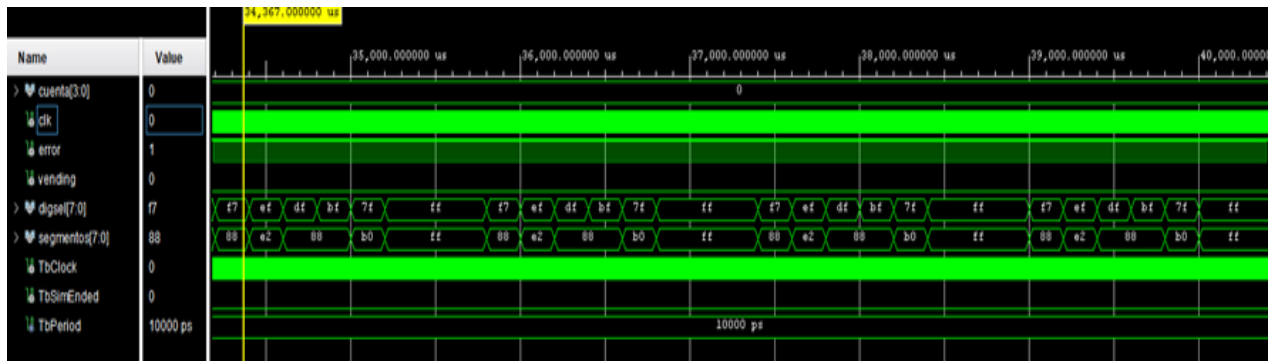 34,367.000000 us
Name Value
35,000.000000 us 36,000.000000 us 37,000.000000 us 38,000.000000 us 39,000.000000 us 40,000.0000
> cuenta[3:0] 0 0
clk 0
error 1
vending 0
> digsel[7:0] f7 f7 ef df bf 7f ff f7 ef df bf 7f ff f7 ef df bf 7f ff f7 ef df bf 7f ff
> segmentos[7:0] 88 88 e2 88 b0 ff 88 e2 88 b0 ff 88 e2 88 b0 ff 88 e2 88 b0 ff
TbClock 0
TbSimEnded 0
TbPeriod 10000 ps 10000 ps